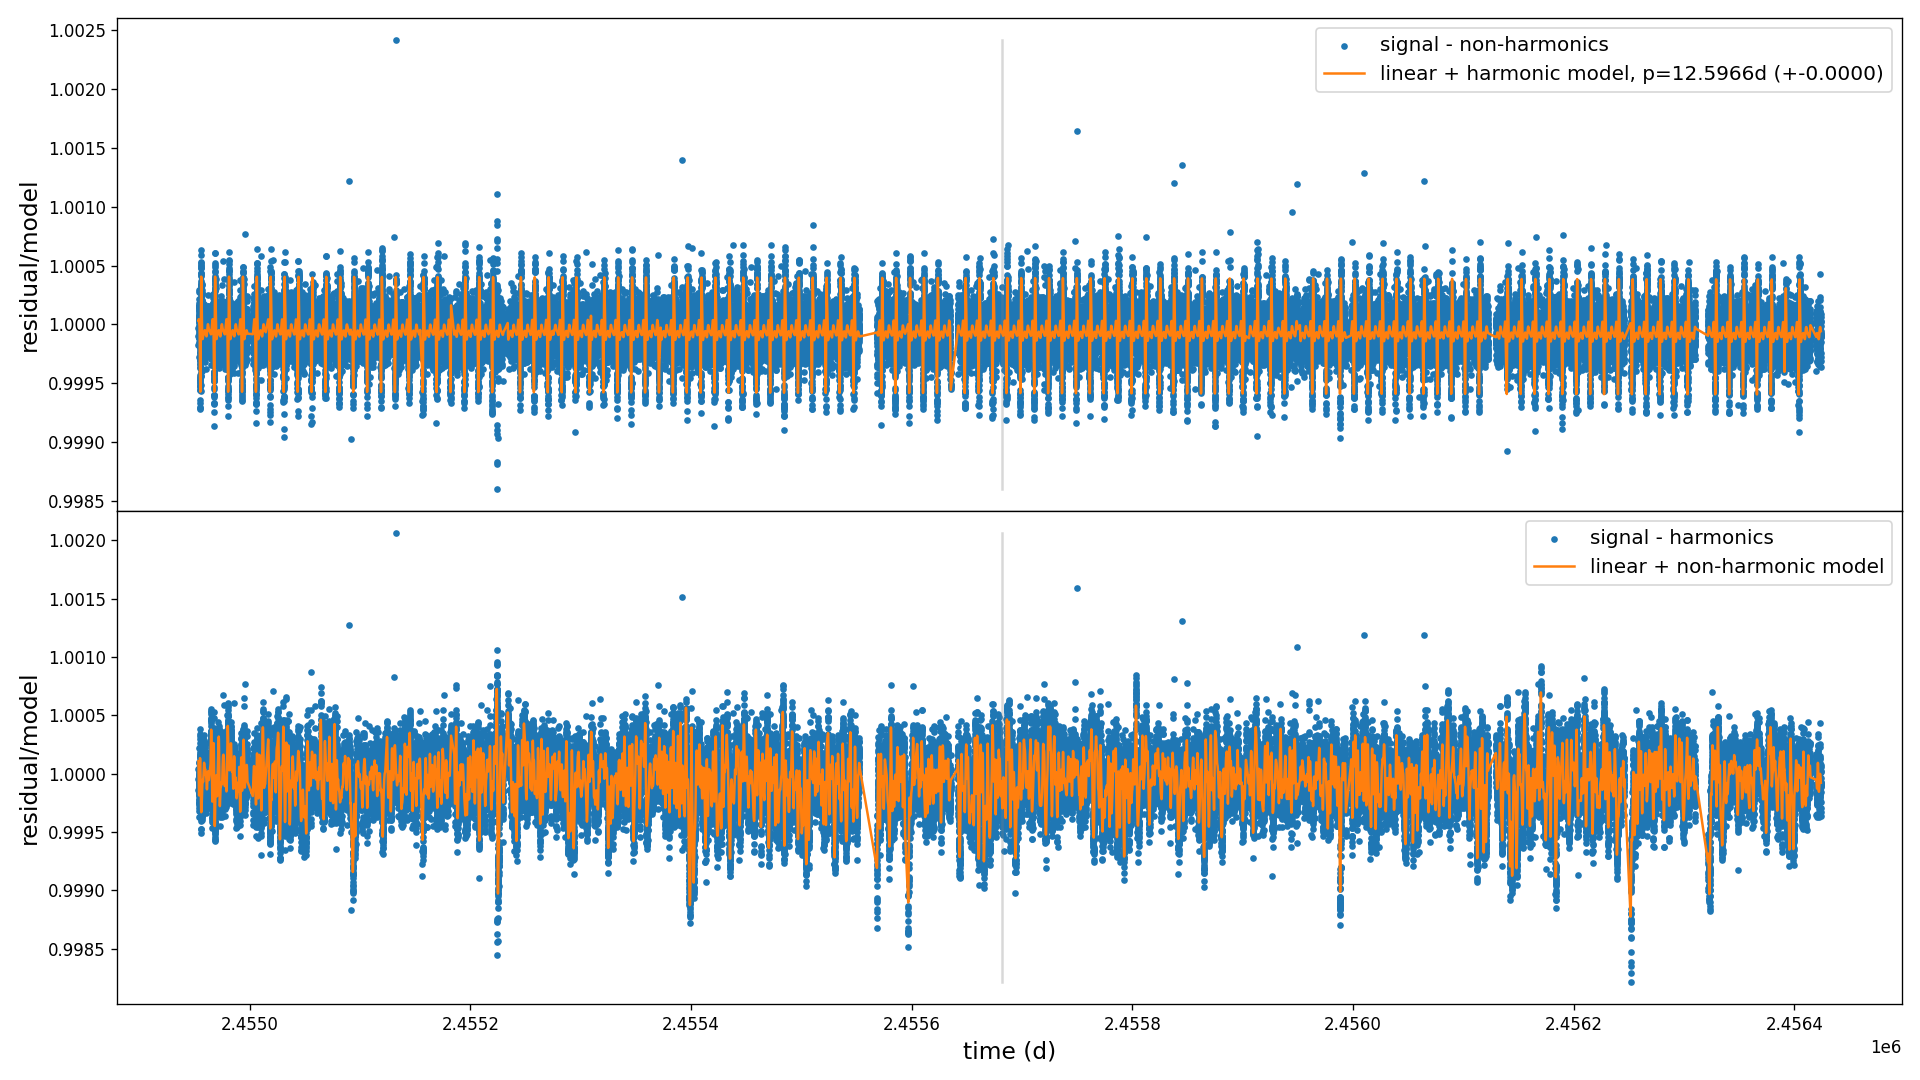 1.0025
1.0020
1.0015
1.0010
1.0005
1.0000
0.9995
0.9990
0.9985
residual/model
signal - non-harmonics
linear + harmonic model, p=12.5966d (+-0.0000)
1.0020
1.0015
1.0010
1.0005
1.0000
0.9995
0.9990
0.9985
residual/model
signal - harmonics
linear + non-harmonic model
2.4550 2.4552 2.4554 2.4556 2.4558 2.4560 2.4562 2.4564
time (d)
1e6